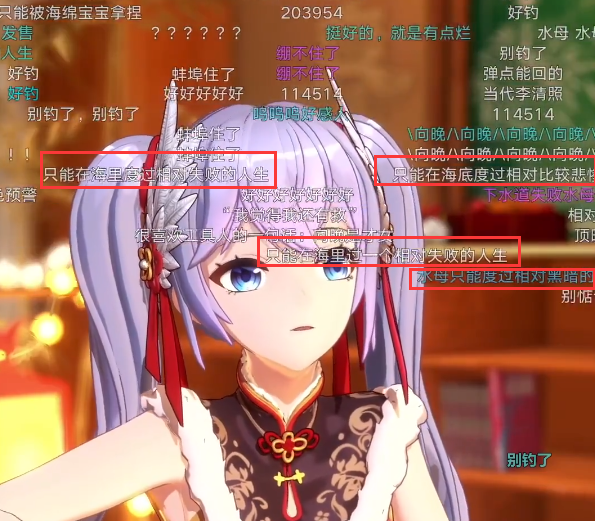 只能被海绵宝宝拿捏
203954
好钓
发售
？？？？？？
挺好的，就是有点烂
水母 水
人生
绷不住了
别钓了
好钓
蚌埠住了
绷不住了
弹点能回的
好钓
好好好好好
114514
当代李清照
别钓了，别钓了
呜呜呜好感人
114514
蚌埠住了
\向晚/\向晚/\向晚/\向晚/
！！
蚌埠住了
\向晚/\向晚/\向晚/\向晚/
只能在海里度过相对失败的人生
只能在海底度过相对比较悲
色预警
好好好好好好好
下水道失败水母
“我觉得我还有救”
相对
很喜欢工具人的一句话：向晚是才女
顶
只能在海里过一个相对失败的人生
水母只能度过相对黑暗的
别惦
别钓了